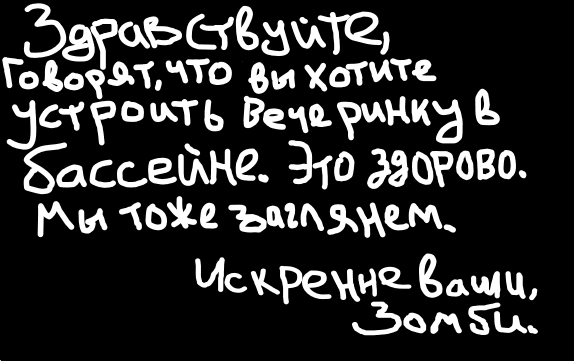 Здравствуйте,
Говорят, что вы хотите
устроить вечеринку в
бассейне. Это здорово.
Мы тоже заглянем.
Искренне ваши,
Зомби.